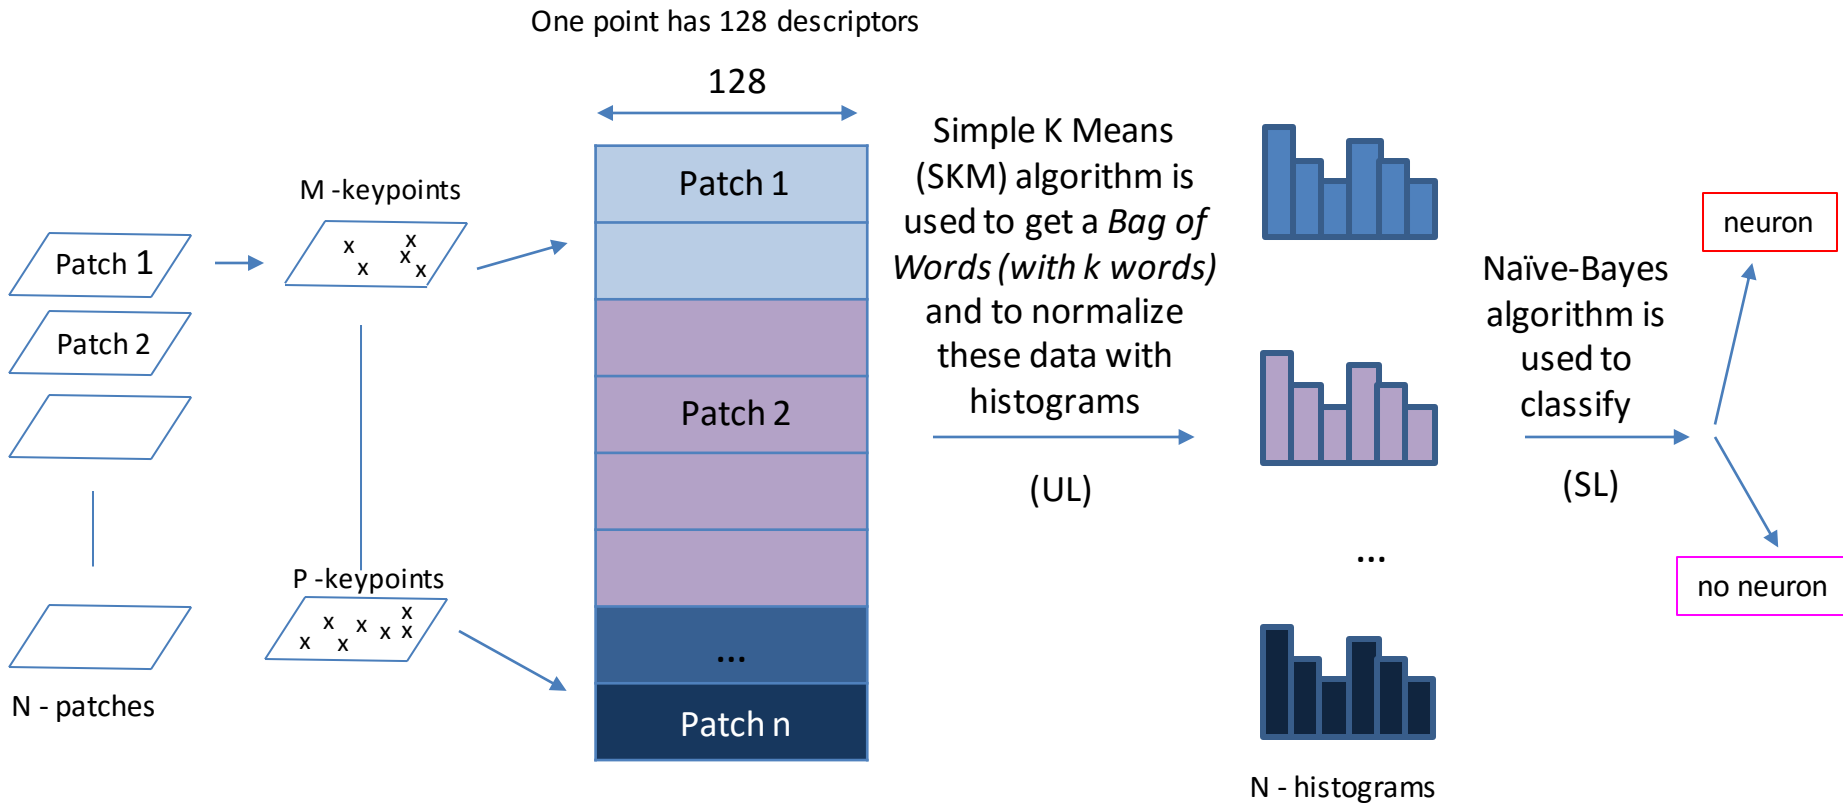 One point has 128 descriptors
128
M -keypoints
x x
x x
x
Patch 1
Patch 2
P -keypoints
x x x x
x x x x
N - patches
Patch 1
Patch 2
...
Patch n
Simple K Means
(SKM) algorithm is
used to get a Bag of
Words (with k words)
and to normalize
these data with
histograms
(UL)
...
N - histograms
Naïve-Bayes
algorithm is
used to
classify
(SL)
neuron
no neuron